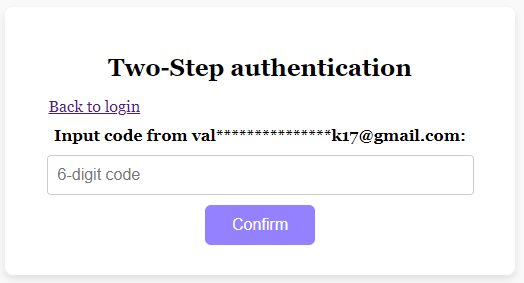 Two-Step authentication
Back to login
Input code from val***************k17@gmail.com:
6-digit code
Confirm